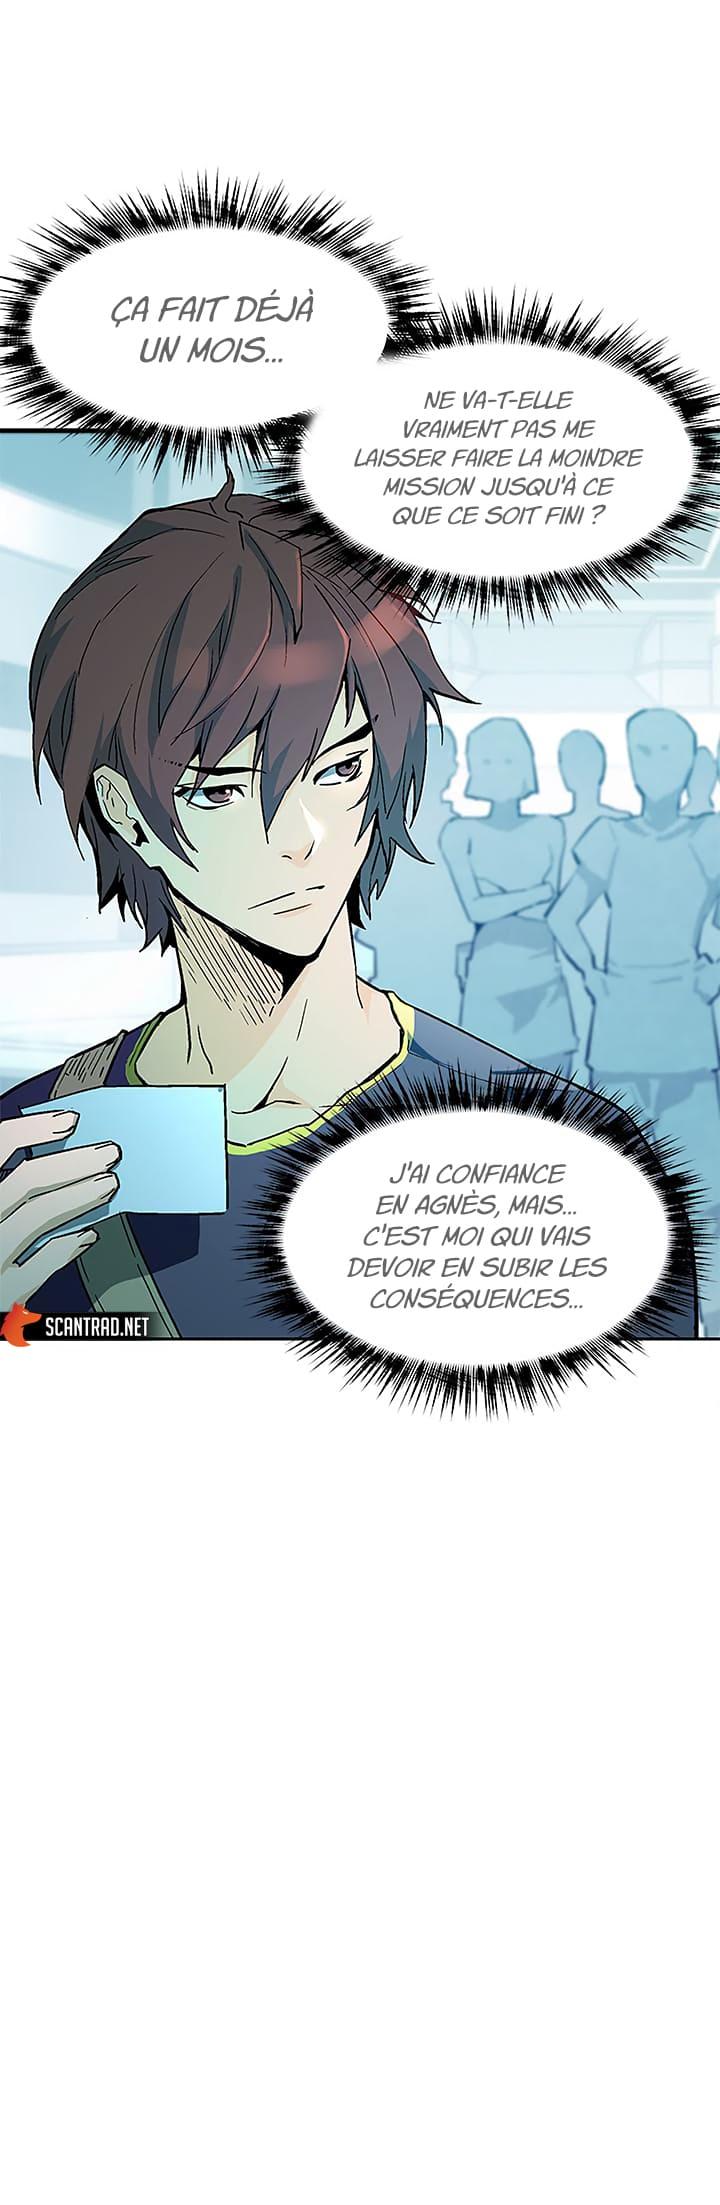 ÇA FAIT DÉJÀ
UN MOIS...
NE VA-T-ELLE
VRAIMENT PAS ME
LAISSER FAIRE LA MOINDRE
MISSION JUSQU'À CE
QUE CE SOIT FINI ?
J'AI CONFIANCE
EN AGNÈS, MAIS...
C'EST MOI QUI VAIS
DEVOIR EN SUBIR LES
CONSÉQUENCES...
SCANTRAD.NET